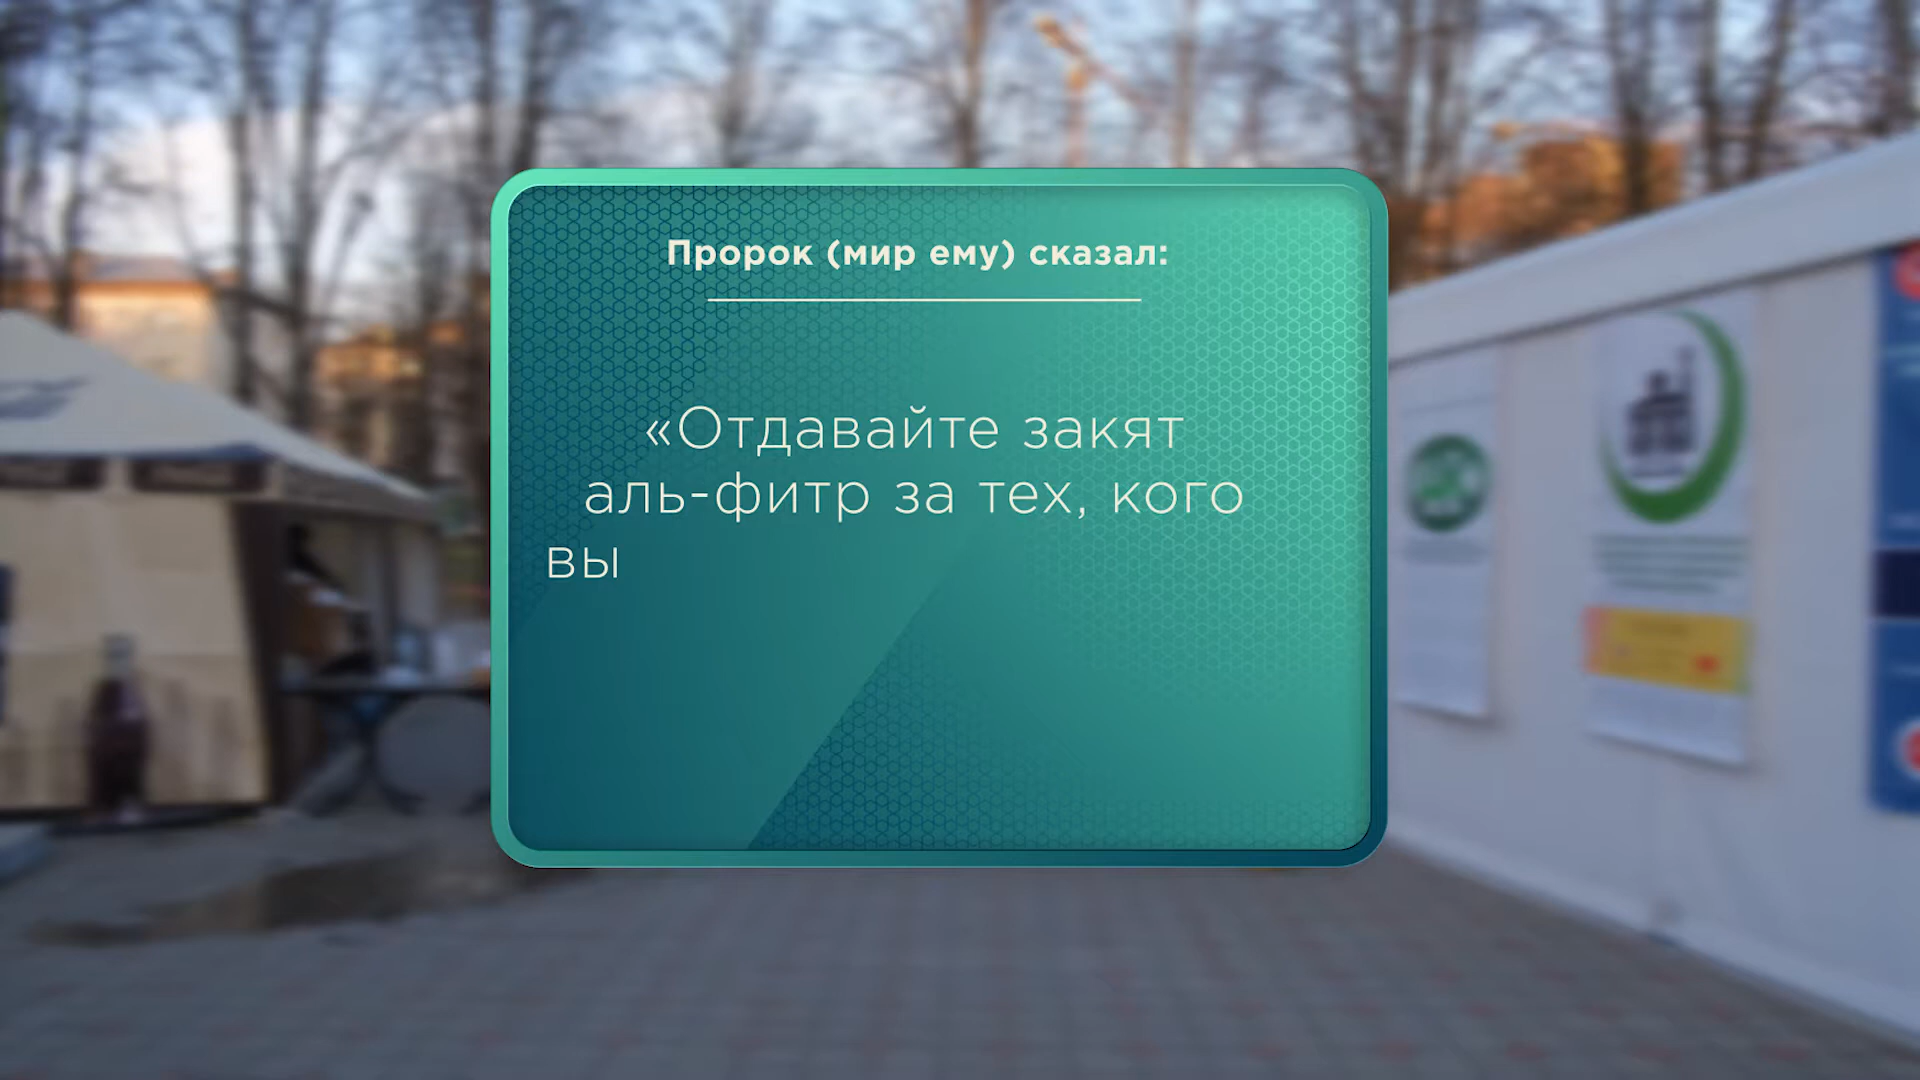 Пророк (мир ему) сказал:
«Отдавайте закят
аль-фитр за тех, кого
вы